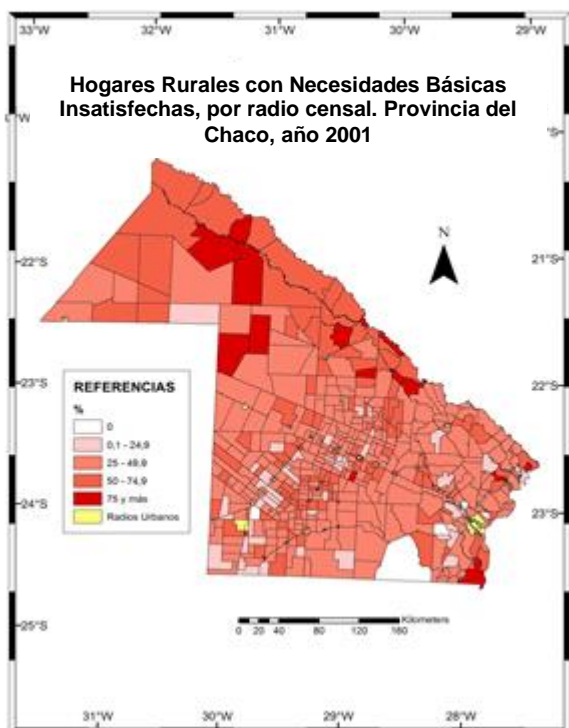 33°W 32°W 31°W 30°W 29°W
Hogares Rurales con Necesidades Básicas
Insatisfechas, por radio censal. Provincia del
Chaco, año 2001
°W
°S
N
22°S
21°S
23°S
22°S
REFERENCIAS
%
0
0,1 - 24,9
25 - 49,9
50 - 74,9
75 y más
Radios Urbanos
24°S
23°S
25°S
Kilometers
0 20 40 80 120 160
31°W 30°W 29°W 28°W